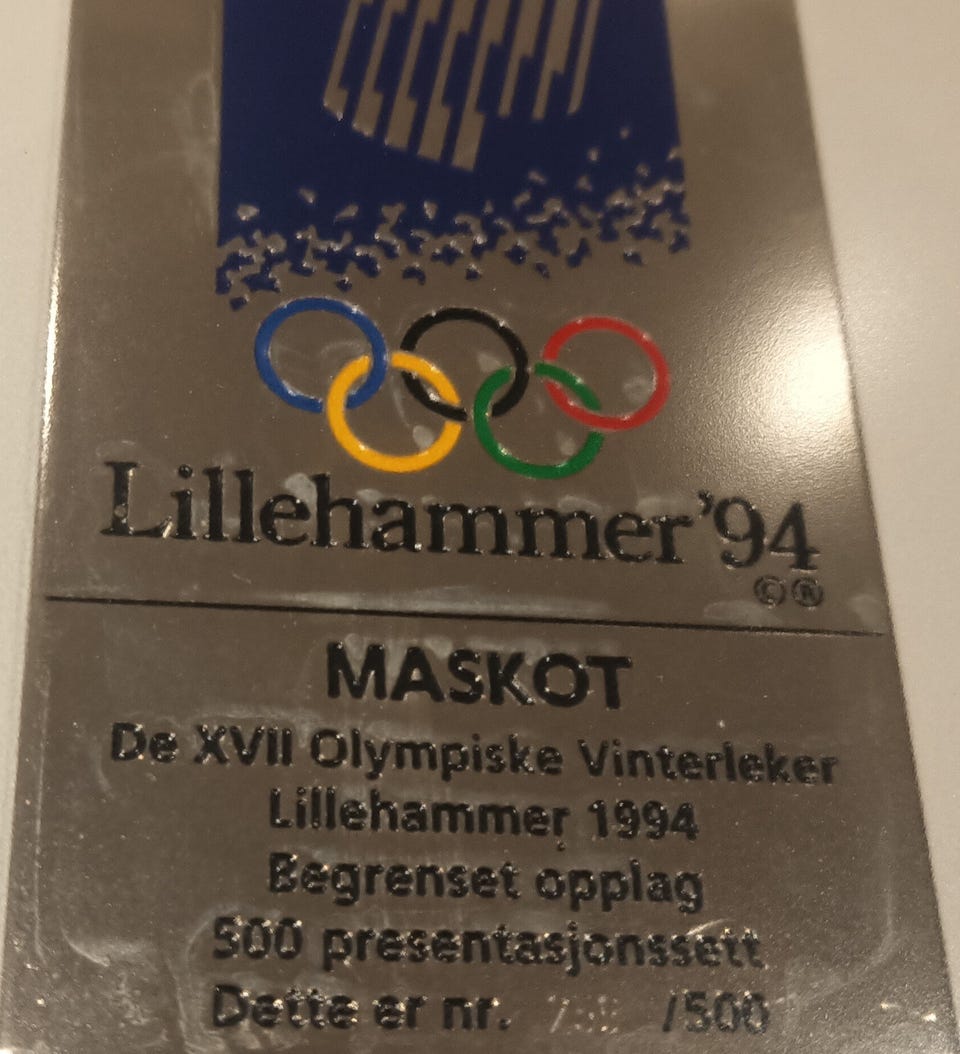 Lillehammer'94
©®
MASKOT
De XVII Olympiske Vinterleker
Lillehammer 1994
Begrenset opplag
500 presentasjonssett
Dette er nr. /500